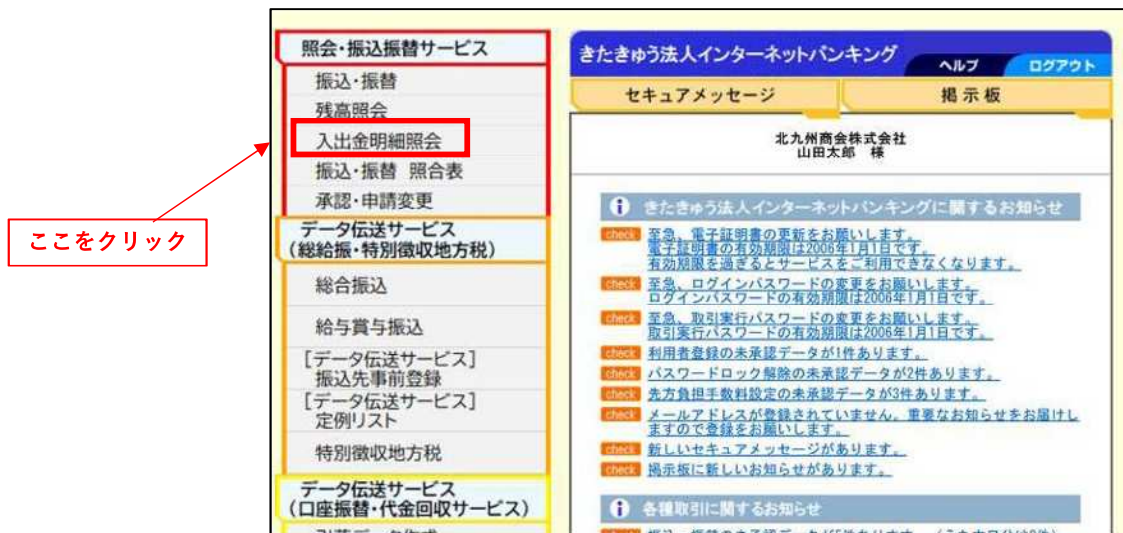 照会・振込振替サービス
振込・振替
残高照会
入出金明細照会
振込・振替 照合表
承認・申請変更
ここをクリック
データ伝送サービス
（総給振・特別徴収地方税）
総合振込
給与賞与振込
［データ伝送サービス］
振込先事前登録
［データ伝送サービス］
定例リスト
特別徴収地方税
データ伝送サービス
（口座振替・代金回収サービス）
きたきゅう法人インターネットバンキング
ヘルプ
ログアウト
セキュアメッセージ
掲示板
北九州商会株式会社
山田太郎 様
きたきゅう法人インターネットバンキングに関するお知らせ
check 至急、電子証明書の更新をお願いします。
電子証明書の有効期限は2006年1月1日です。
有効期限を過ぎるとサービスをご利用できなくなります。
check 至急、ログインパスワードの変更をお願いします。
ログインパスワードの有効期限は2006年1月1日です。
check 至急、取引実行パスワードの変更をお願いします。
取引実行パスワードの有効期限は2006年1月1日です。
check 利用者登録の未承認データが1件あります。
check パスワードロック解除の未承認データが2件あります。
check 先方負担手数料設定の未承認データが3件あります。
check メールアドレスが登録されていません。重要なお知らせをお届けし
ますので登録をお願いします。
check 新しいセキュアメッセージがあります。
check 掲示板に新しいお知らせがあります。
各種取引に関するお知らせ